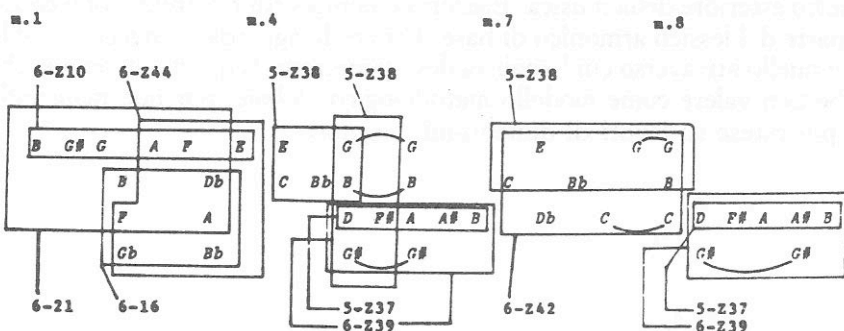 m.1 m.4 m.7 m.8
6-Z10 6-Z44 5-Z38 5-Z38 5-Z38
B G# G A F E E G G E G G
B Db C Bb B B C Bb B
F A D F# A A# B Db C C D F# A A# B
Gb Bb G# G# G# G#
6-21 6-16 5-Z37 6-Z42 5-Z37
6-Z39 6-Z39